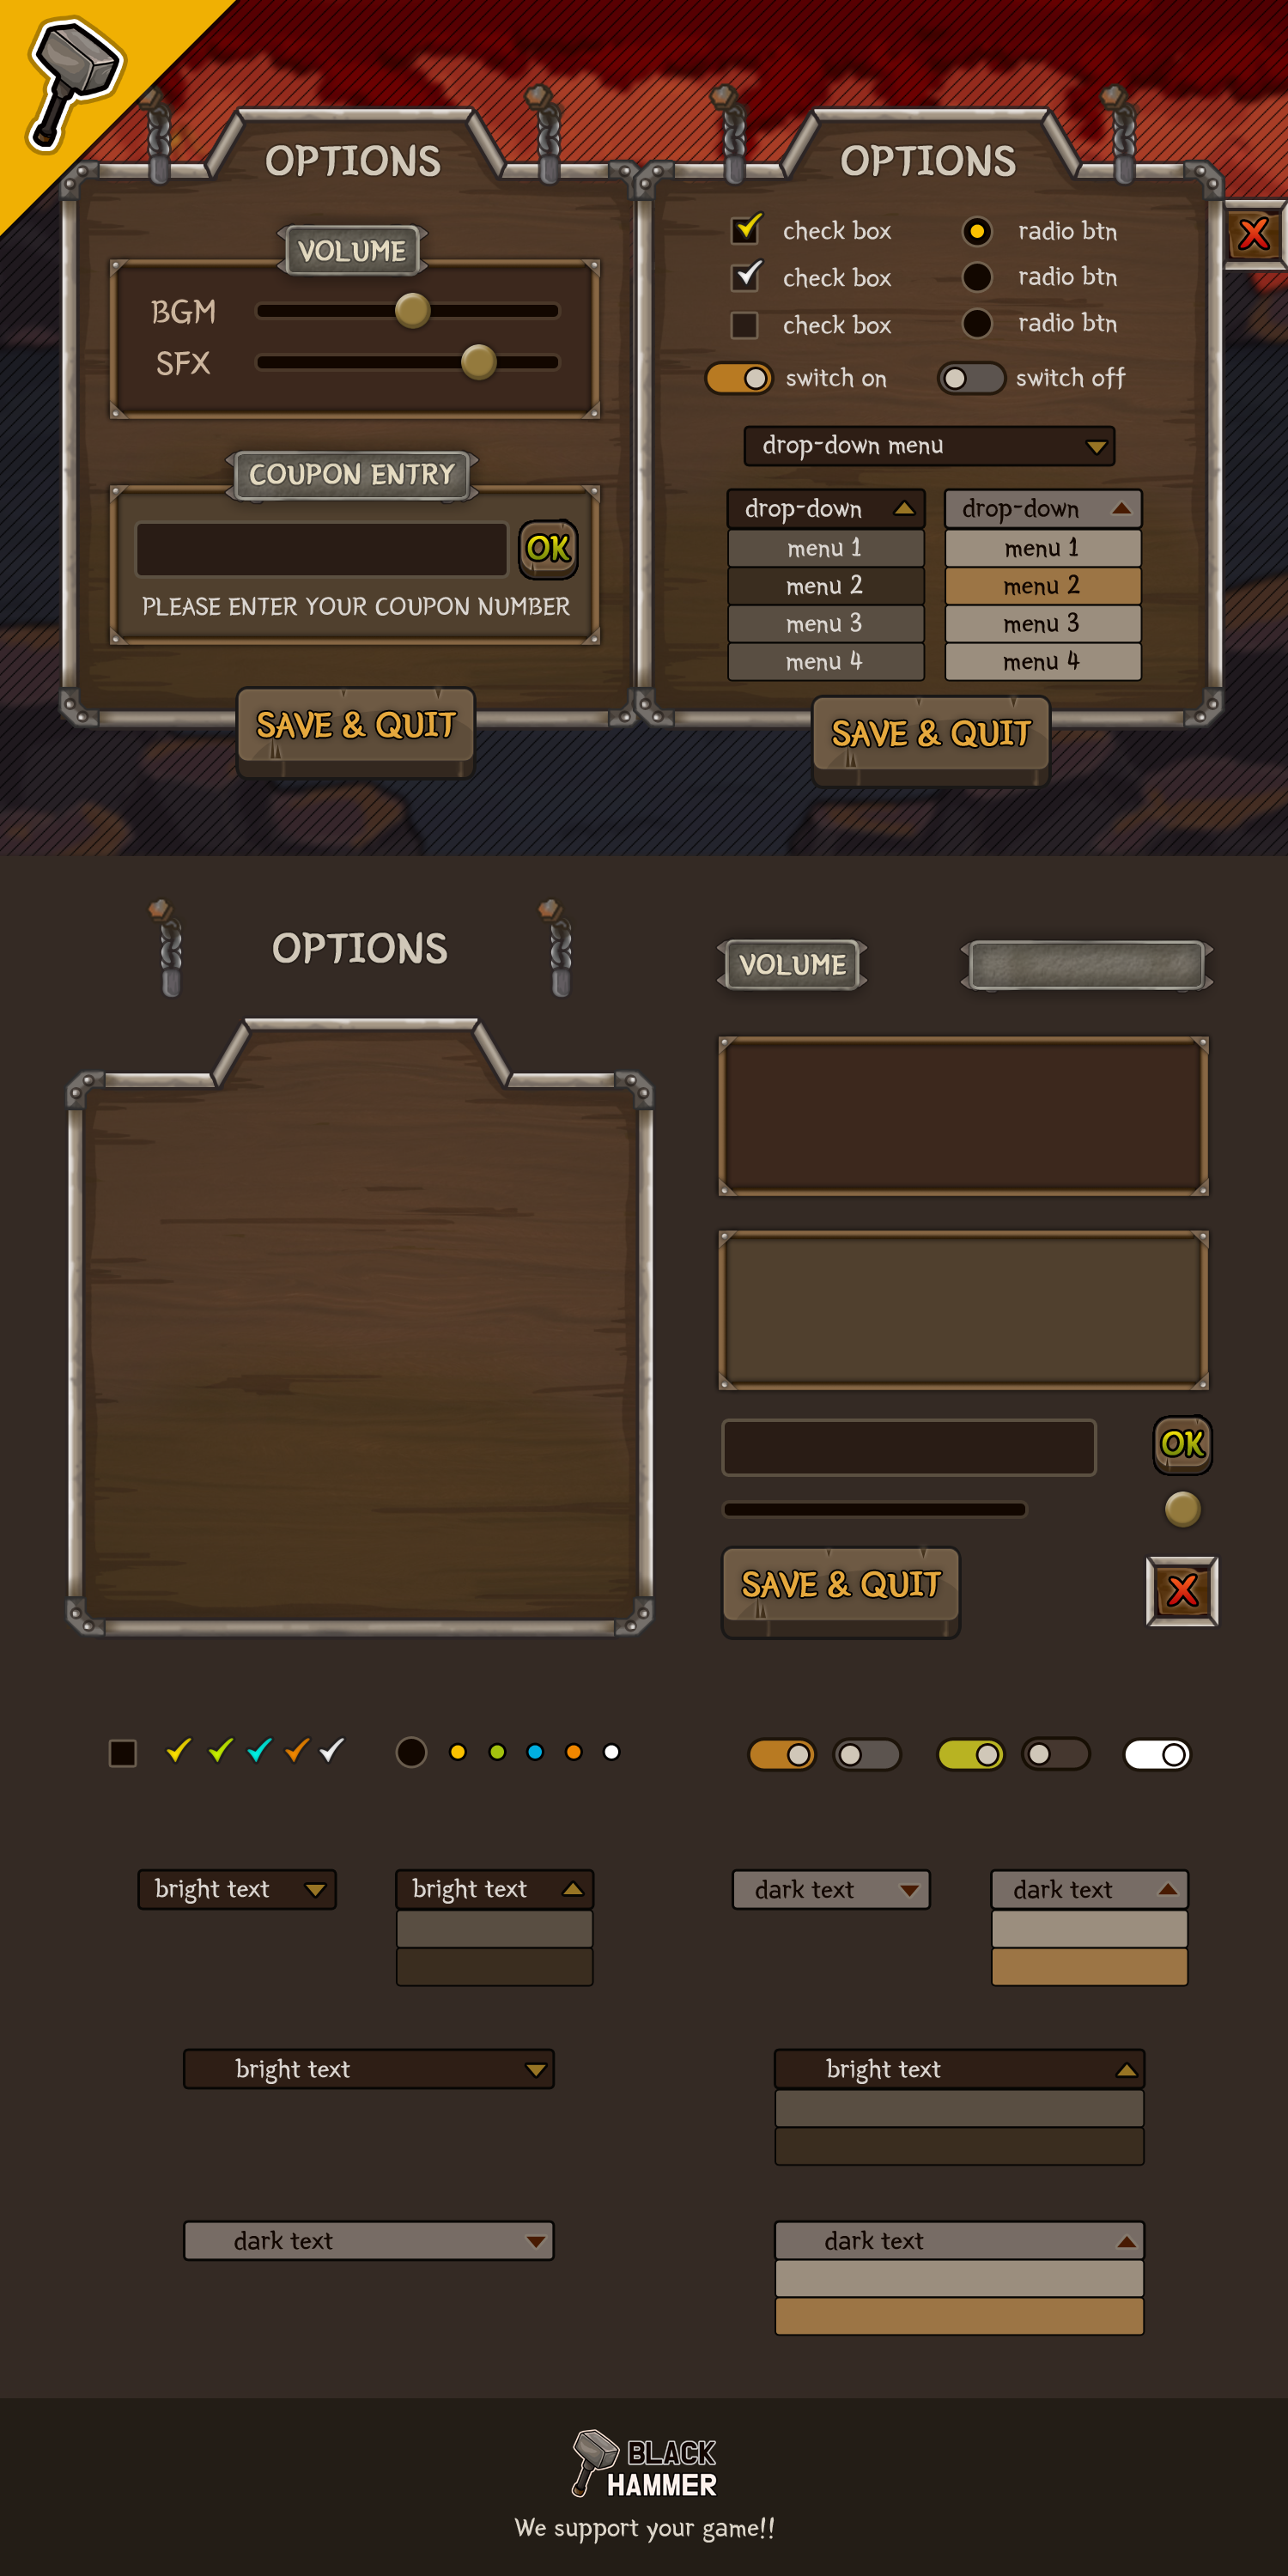 OPTIONS
VOLUME
BGM
SFX
COUPON ENTRY
OK
PLEASE ENTER YOUR COUPON NUMBER
SAVE & QUIT
OPTIONS
check box
radio btn
check box
radio btn
check box
radio btn
switch on
switch off
drop-down menu
drop-down
menu 1
menu 2
menu 3
menu 4
drop-down
menu 1
menu 2
menu 3
menu 4
SAVE & QUIT
X
OPTIONS
VOLUME
OK
SAVE & QUIT
X
bright text
bright text
dark text
dark text
bright text
bright text
dark text
dark text
BLACK
HAMMER
We support your game!!